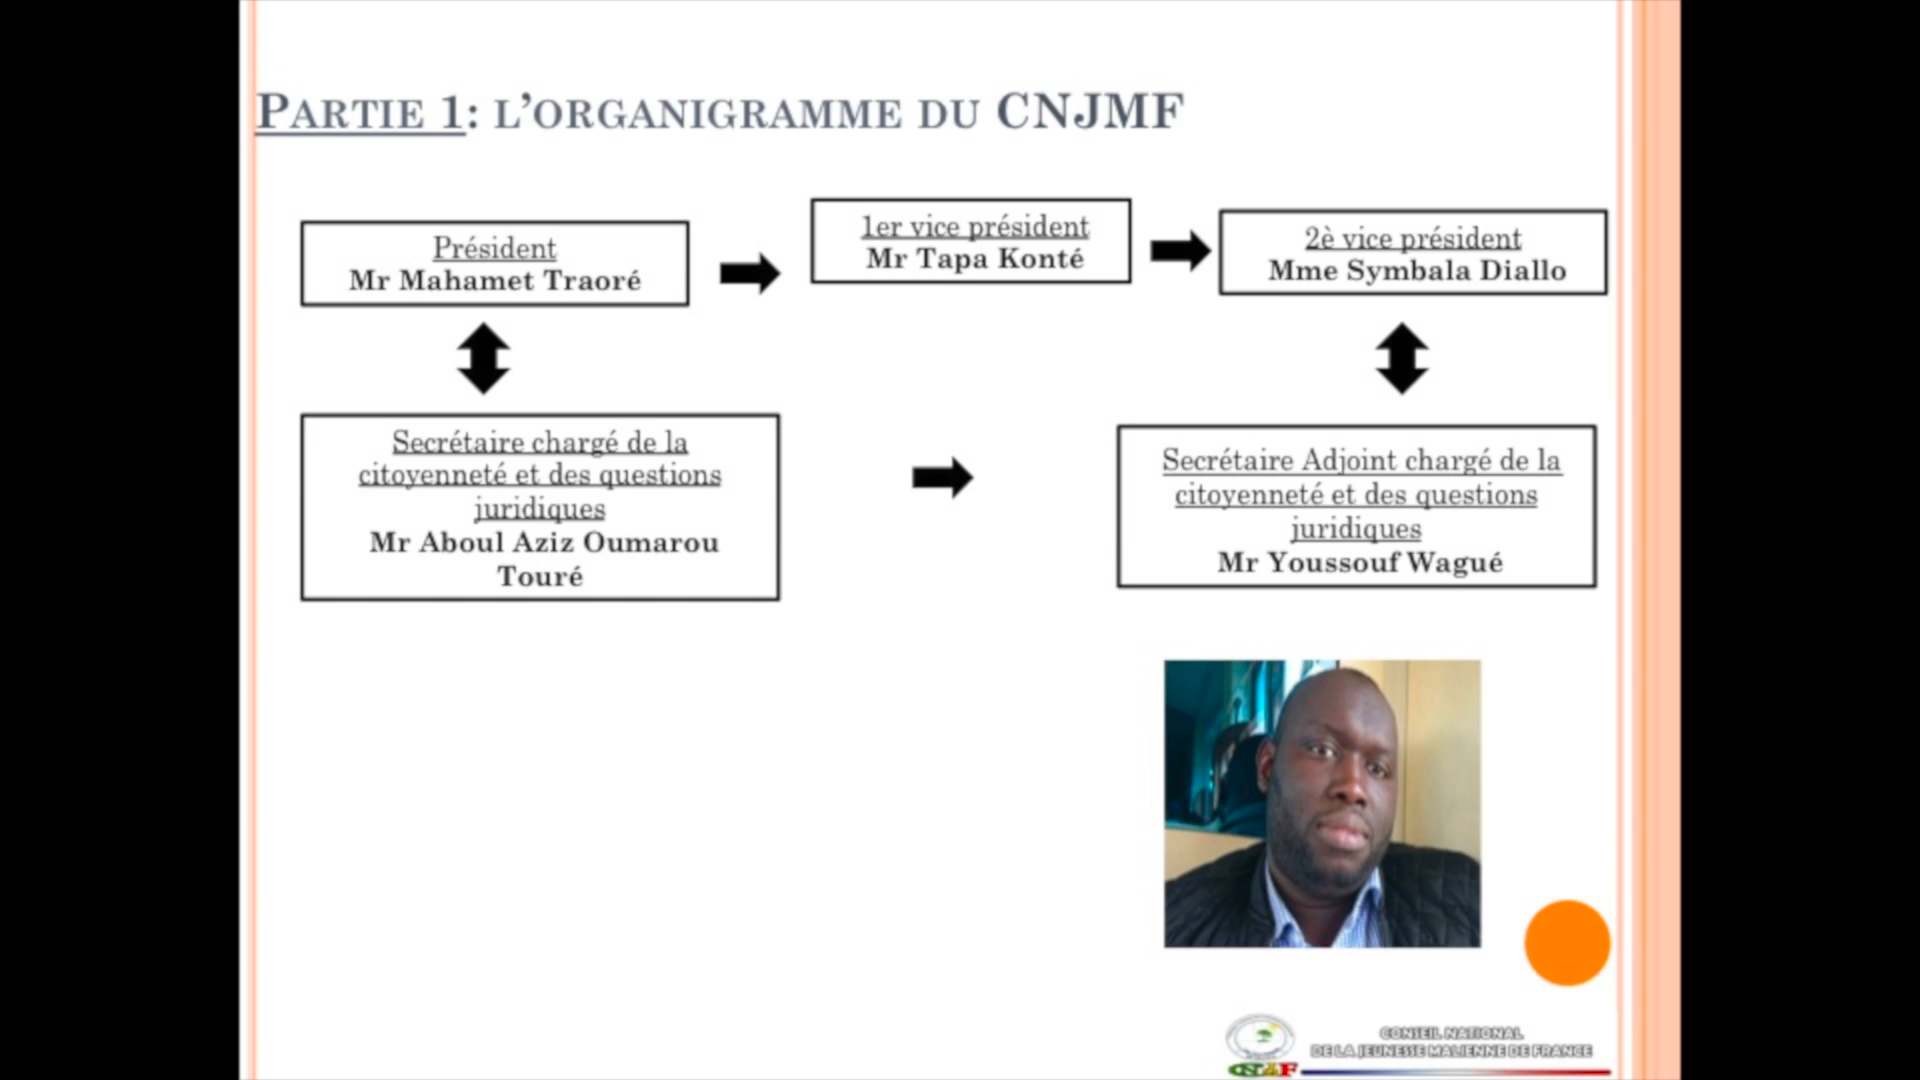 PARTIE 1: L'ORGANIGRAMME DU CNJMF
Président
Mr Mahamet Traoré
1er vice président
Mr Tapa Konté
2è vice président
Mme Symbala Diallo
Secrétaire chargé de la
citoyenneté et des questions
juridiques
Mr Aboul Aziz Oumarou
Touré
Secrétaire Adjoint chargé de la
citoyenneté et des questions
juridiques
Mr Youssouf Wagué
CONSEIL NATIONAL
DE LA JEUNESSE MALIENNE DE FRANCE